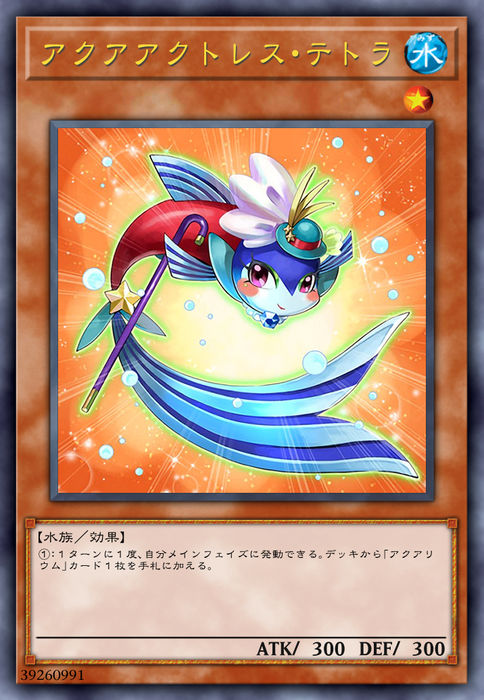 アクアアクトレス・テトラ
みず
水
【水族／効果】
①：１ターンに１度、自分メインフェイズに発動できる。デッキから「アクアリ
ウム」カード１枚を手札に加える。
ATK/ 300 DEF/ 300
39260991